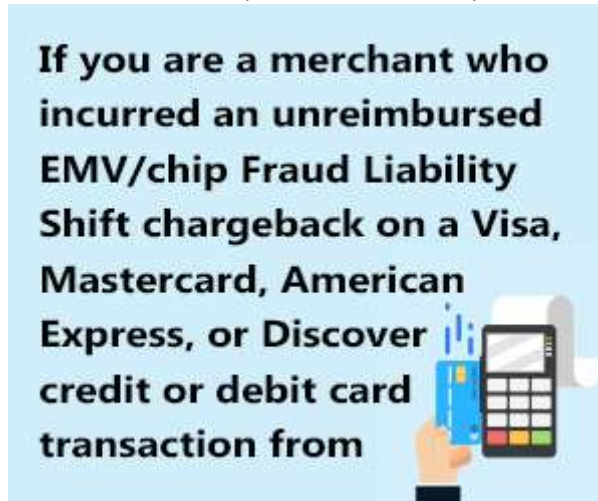 If you are a merchant who
incurred an unreimbursed
EMV/chip Fraud Liability
Shift chargeback on a Visa,
Mastercard, American
Express, or Discover
credit or debit card
transaction from